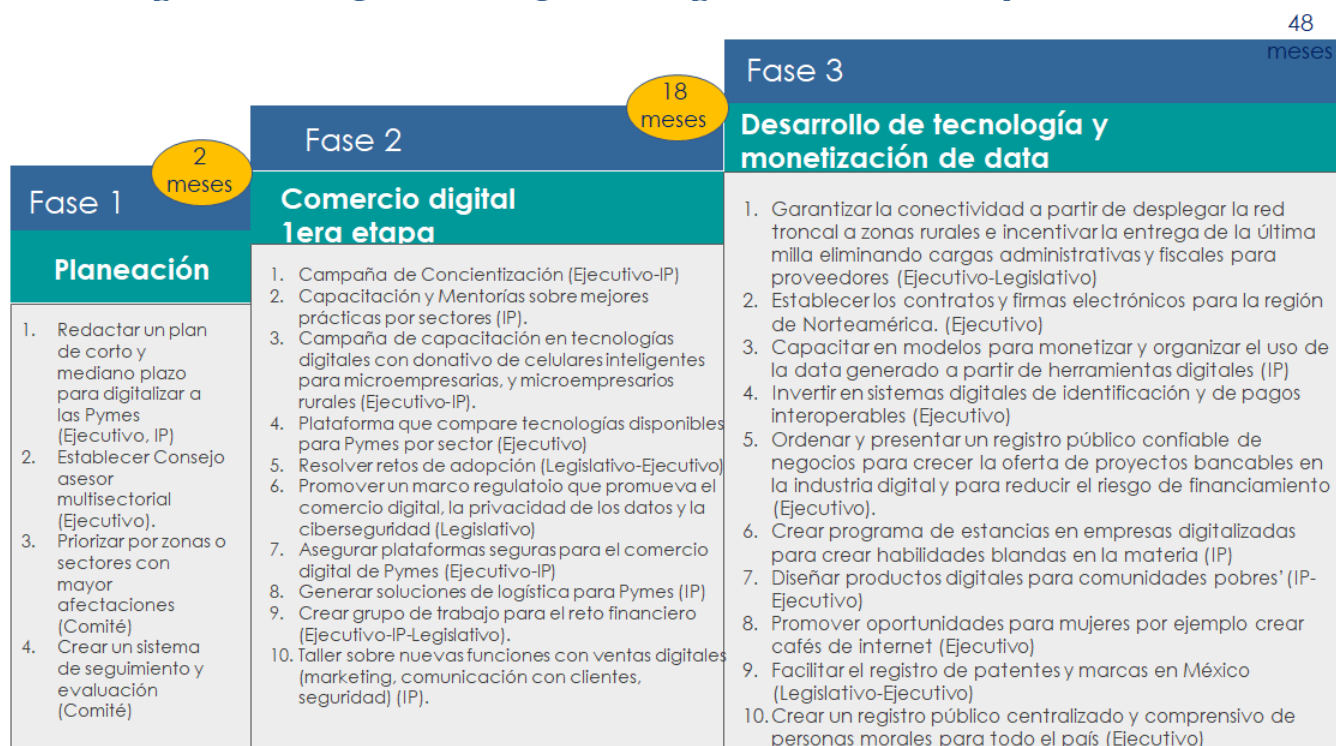 48
meses
Fase 3
18
meses
Desarrollo de tecnología y
monetización de data
Fase 2
2
meses
Comercio digital
1era etapa
Fase 1
Planeación
1. Redactar un plan
de corto y
mediano plazo
para digitalizar a
las Pymes
(Ejecutivo, IP)
2. Establecer Consejo
asesor
multisectorial
(Ejecutivo).
3. Priorizar por zonas o
sectores con
mayor
afectaciones
(Comité)
4. Crear un sistema
de seguimiento y
evaluación
(Comité)
1. Campaña de Concientización (Ejecutivo-IP)
2. Capacitación y Mentorías sobre mejores
prácticas por sectores (IP).
3. Campaña de capacitación en tecnologías
digitales con donativo de celulares inteligentes
para microempresarias, y microempresarios
rurales (Ejecutivo-IP).
4. Plataforma que compare tecnologías disponibles
para Pymes por sector (Ejecutivo)
5. Resolver retos de adopción (Legislativo-Ejecutivo)
6. Promover un marco regulatoio que promueva el
comercio digital, la privacidad de los datos y la
ciberseguridad (Legislativo)
7. Asegurar plataformas seguras para el comercio
digital de Pymes (Ejecutivo-IP)
8. Generar soluciones de logística para Pymes (IP)
9. Crear grupo de trabajo para el reto financiero
(Ejecutivo-IP-Legislativo).
10. Taller sobre nuevas funciones con ventas digitales
(marketing, comunicación con clientes,
seguridad) (IP).
1. Garantizar la conectividad a partir de desplegar la red
troncal a zonas rurales e incentivar la entrega de la última
milla eliminando cargas administrativas y fiscales para
proveedores (Ejecutivo-Legislativo)
2. Establecer los contratos y firmas electrónicos para la región
de Norteamérica. (Ejecutivo)
3. Capacitar en modelos para monetizar y organizar el uso de
la data generado a partir de herramientas digitales (IP)
4. Invertir en sistemas digitales de identificación y de pagos
interoperables (Ejecutivo)
5. Ordenar y presentar un registro público confiable de
negocios para crecer la oferta de proyectos bancables en
la industria digital y para reducir el riesgo de financiamiento
(Ejecutivo).
6. Crear programa de estancias en empresas digitalizadas
para crear habilidades blandas en la materia (IP)
7. Diseñar productos digitales para comunidades pobres' (IP-
Ejecutivo)
8. Promover oportunidades para mujeres por ejemplo crear
cafés de internet (Ejecutivo)
9. Facilitar el registro de patentes y marcas en México
(Legislativo-Ejecutivo)
10. Crear un registro público centralizado y comprensivo de
personas morales para todo el país (Ejecutivo)